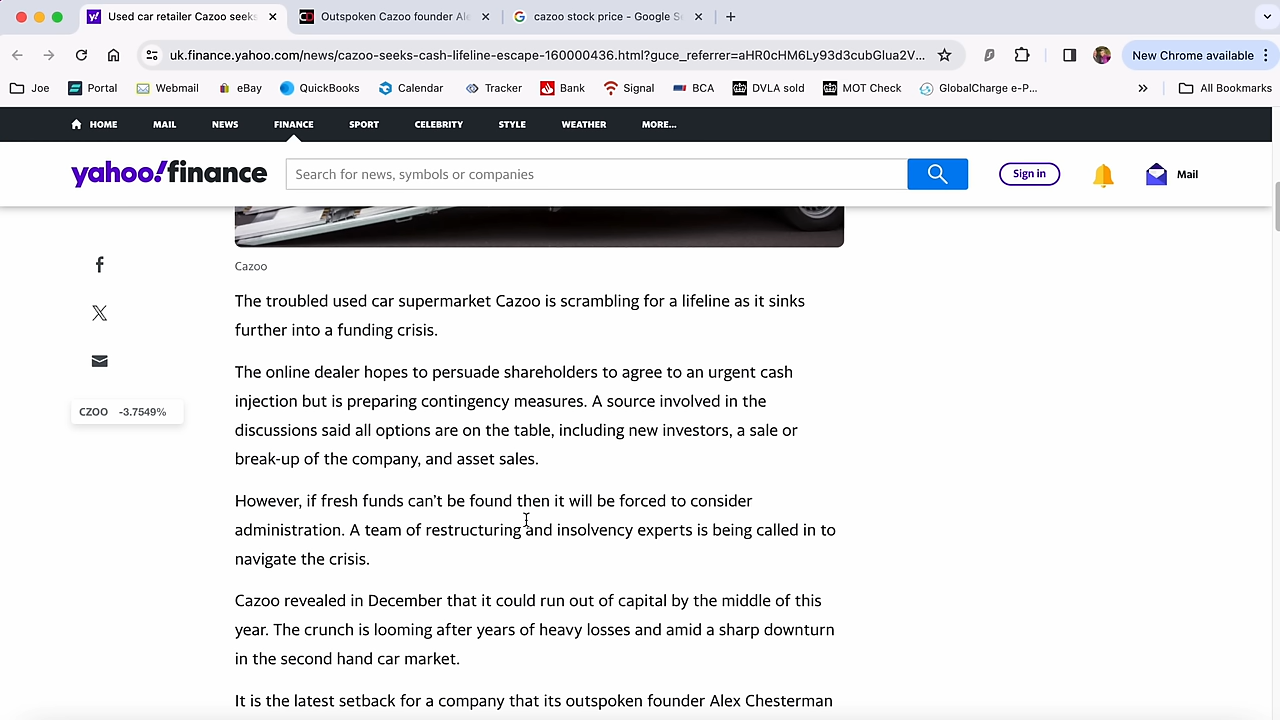 Used car retailer Cazoo seeks
Outspoken Cazoo founder Al
cazoo stock price - Google S
uk.finance.yahoo.com/news/cazoo-seeks-cash-lifeline-escape-160000436.html?guce_referrer=aHR0cHM6Ly93d3cubGlua2V...
New Chrome available
Joe
Portal
Webmail
eBay
QuickBooks
Calendar
Tracker
Bank
Signal
BCA
DVLA sold
MOT Check
GlobalCharge e-P...
All Bookmarks
HOME
MAIL
NEWS
FINANCE
SPORT
CELEBRITY
STYLE
WEATHER
MORE...
yahoo!finance
Search for news, symbols or companies
Sign in
Mail
Cazoo
The troubled used car supermarket Cazoo is scrambling for a lifeline as it sinks
further into a funding crisis.
The online dealer hopes to persuade shareholders to agree to an urgent cash
injection but is preparing contingency measures. A source involved in the
discussions said all options are on the table, including new investors, a sale or
break-up of the company, and asset sales.
CZOO -3.7549%
However, if fresh funds can't be found then it will be forced to consider
administration. A team of restructuring and insolvency experts is being called in to
navigate the crisis.
Cazoo revealed in December that it could run out of capital by the middle of this
year. The crunch is looming after years of heavy losses and amid a sharp downturn
in the second hand car market.
It is the latest setback for a company that its outspoken founder Alex Chesterman